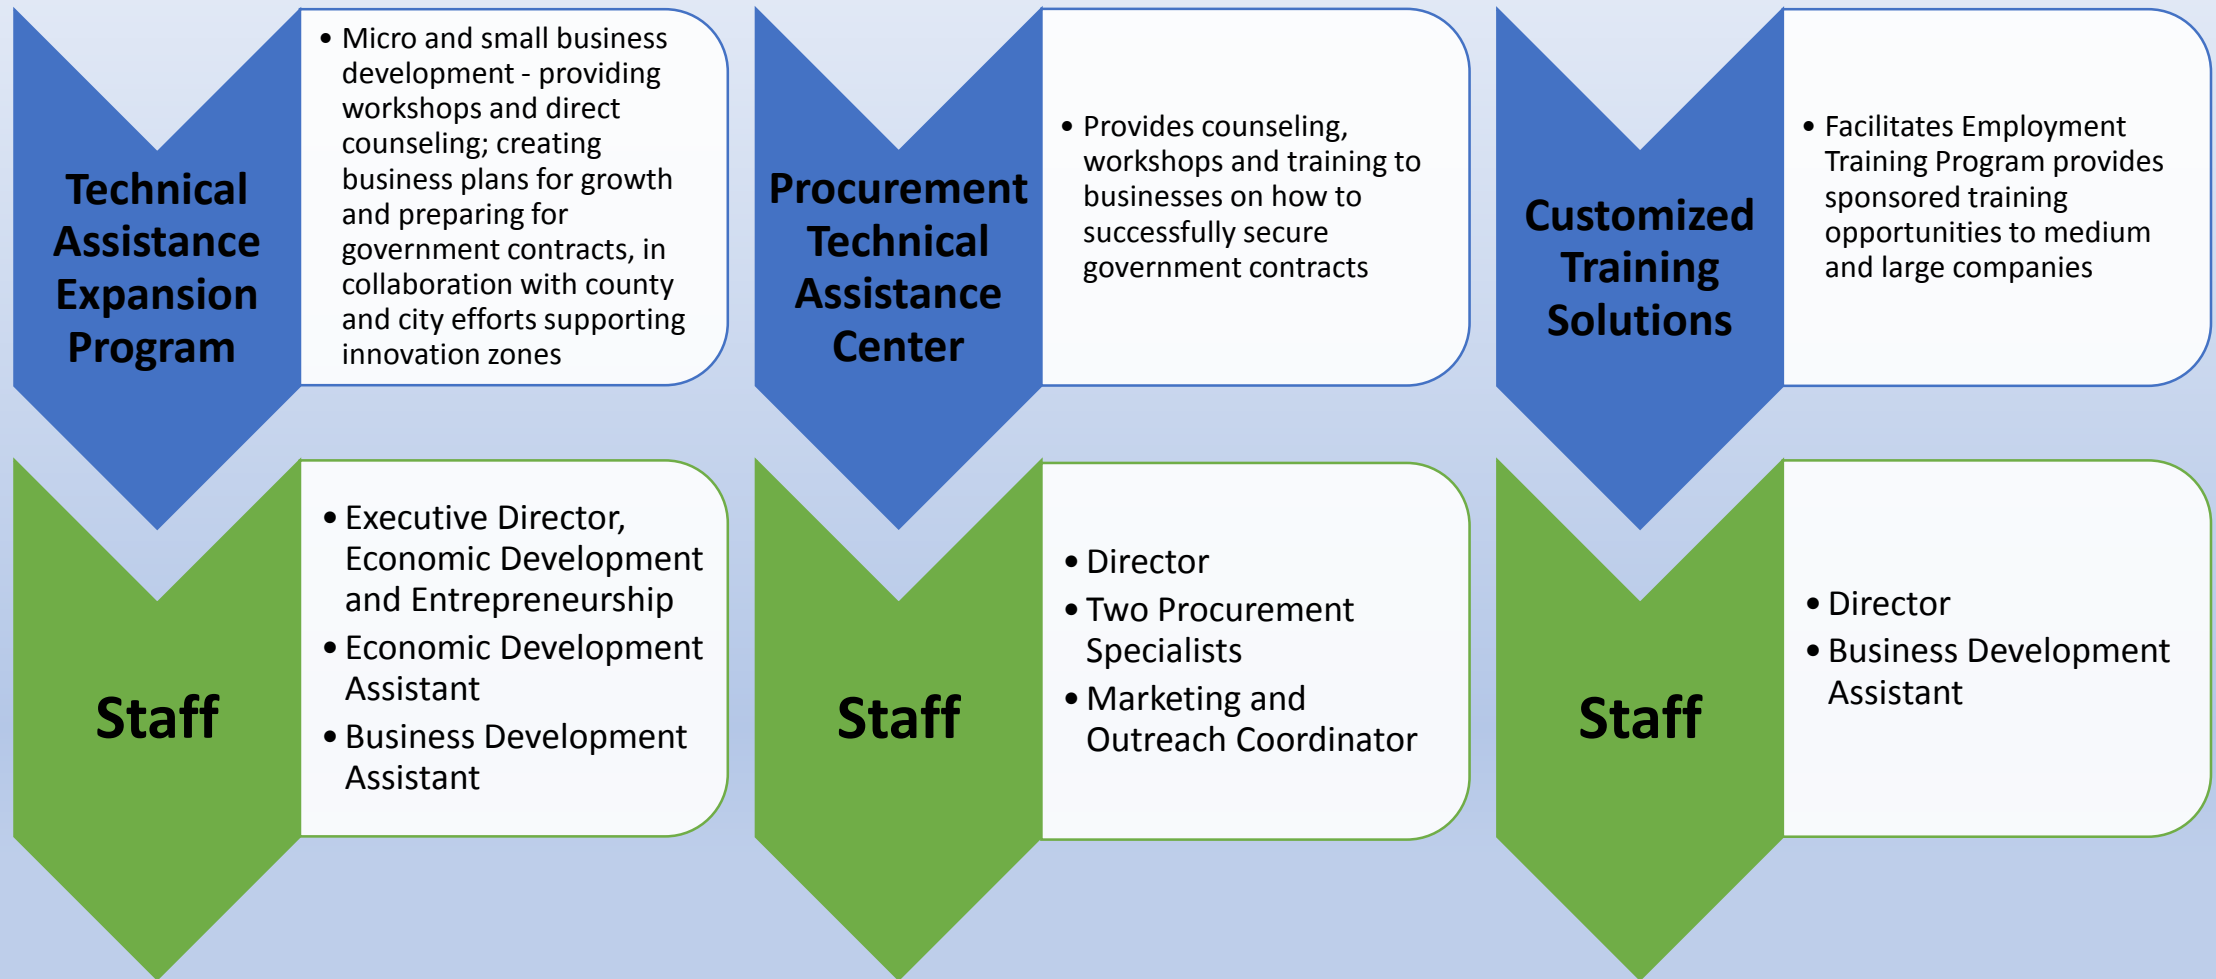 Technical
Assistance
Expansion
Program
• Micro and small business
development - providing
workshops and direct
counseling; creating
business plans for growth
and preparing for
government contracts, in
collaboration with county
and city efforts supporting
innovation zones
Procurement
Technical
Assistance
Center
• Provides counseling,
workshops and training to
businesses on how to
successfully secure
government contracts
Customized
Training
Solutions
• Facilitates Employment
Training Program provides
sponsored training
opportunities to medium
and large companies
Staff
• Executive Director,
Economic Development
and Entrepreneurship
• Economic Development
Assistant
• Business Development
Assistant
Staff
• Director
• Two Procurement
Specialists
• Marketing and
Outreach Coordinator
Staff
• Director
• Business Development
Assistant